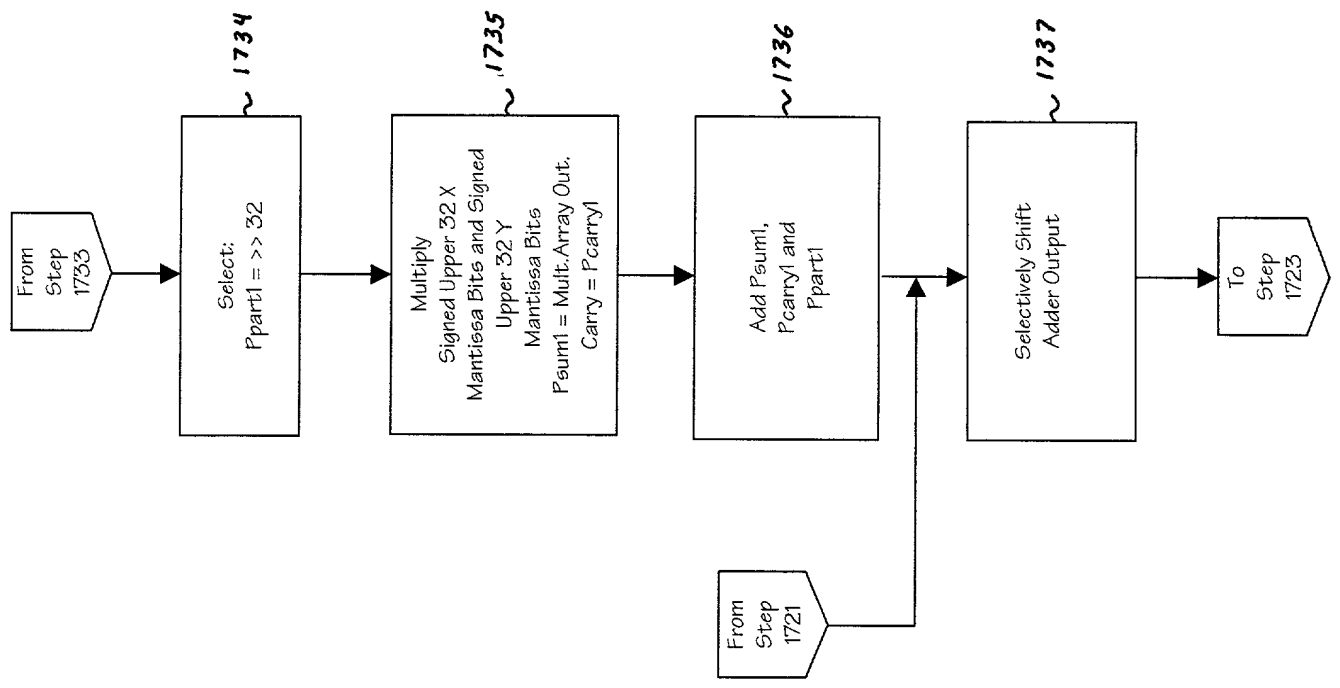 From
Step
1733
Select:
Ppart1 = >> 32
1734
Multiply
Signed Upper 32 X
Mantissa Bits and Signed
Upper 32 Y
Mantissa Bits
Psum1 = Mult.Array Out.
Carry = Pcarry1
1735
Add Psum1,
Pcarry1 and
Ppart1
1736
From
Step
1721
Selectively Shift
Adder Output
1737
To
Step
1723